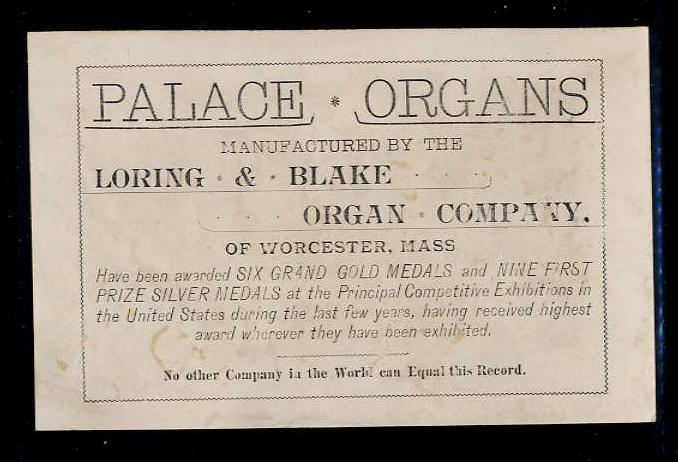 PALACE * ORGANS
MANUFACTURED BY THE
LORING · & · BLAKE · ·
· · · ORGAN · COMPANY.
OF WORCESTER, MASS
Have been awarded SIX GRAND GOLD MEDALS and NINE FIRST
PRIZE SILVER MEDALS at the Principal Competitive Exhibitions in
the United States during the last few years, having received highest
award wherever they have been exhibited.
No other Company in the World can Equal this Record.